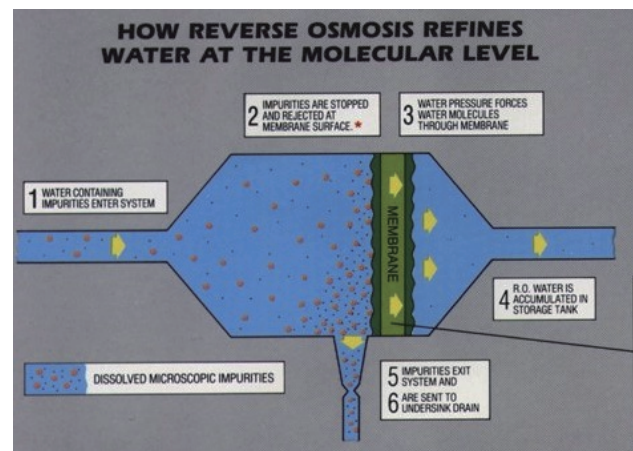 HOW REVERSE OSMOSIS REFINES
WATER AT THE MOLECULAR LEVEL
2 IMPURITIES ARE STOPPED
AND REJECTED AT
MEMBRANE SURFACE.*
3 WATER PRESSURE FORCES
WATER MOLECULES
THROUGH MEMBRANE
1 WATER CONTAINING
IMPURITIES ENTER SYSTEM
MEMBRANE
4 R.O. WATER IS
ACCUMULATED IN
STORAGE TANK
DISSOLVED MICROSCOPIC IMPURITIES
5 IMPURITIES EXIT
SYSTEM AND
6 ARE SENT TO
UNDERSINK DRAIN